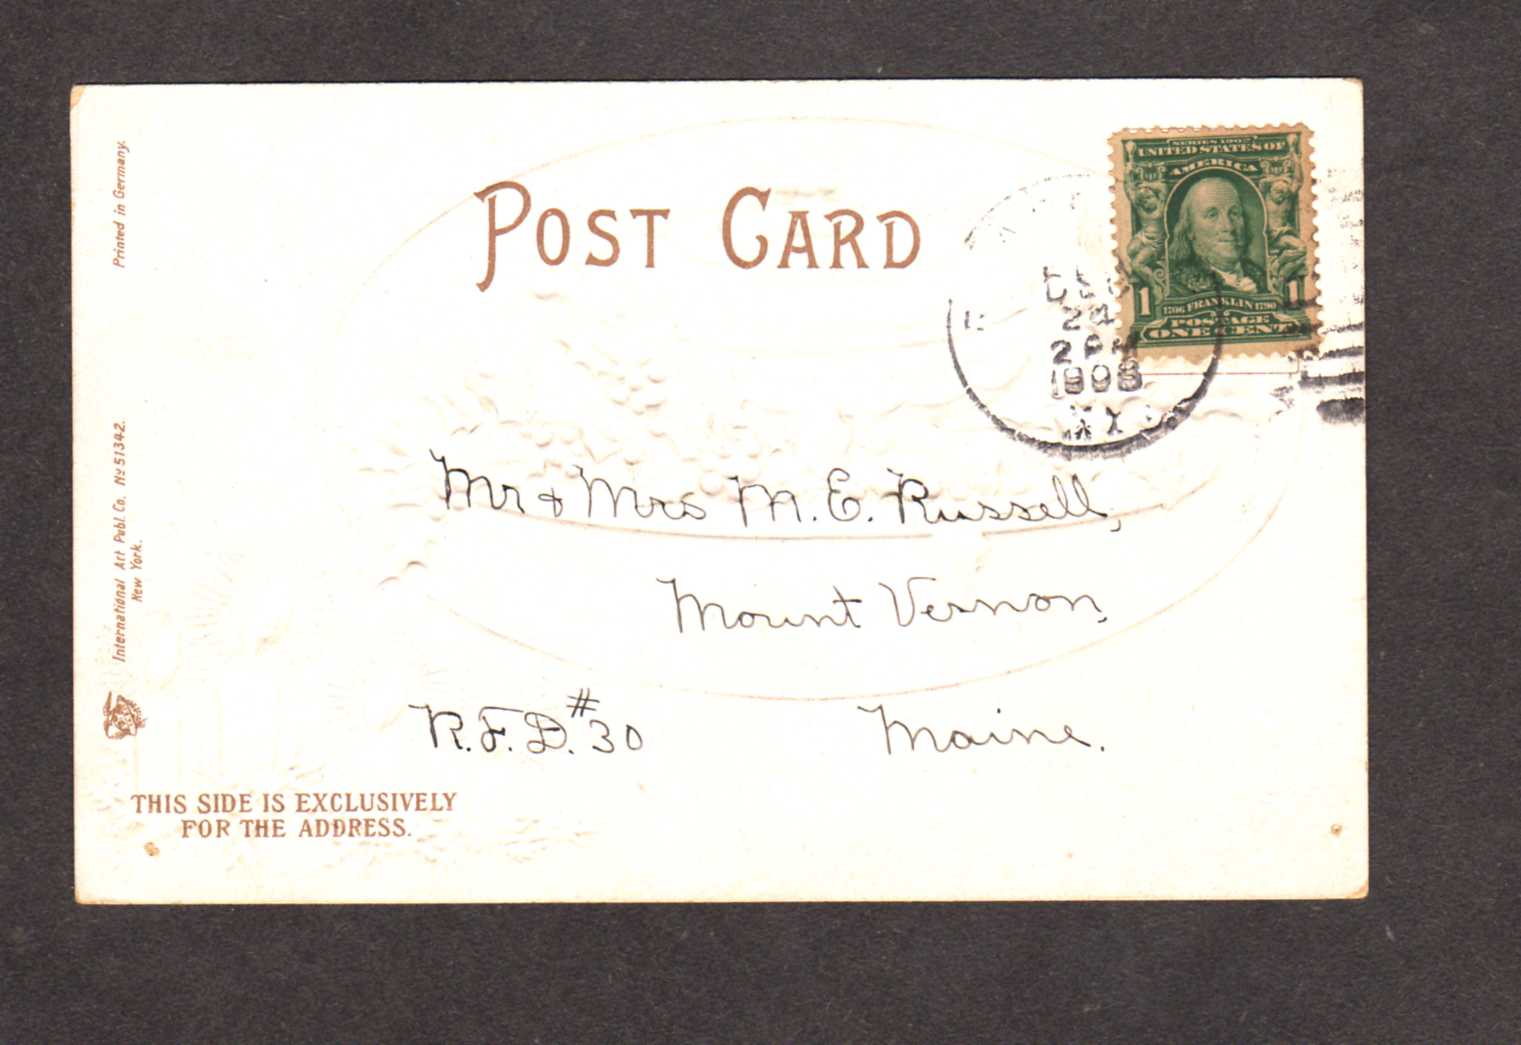 Printed in Germany.
International Art Publ. Co. No 51342.
New York.
POST CARD
SERIES 1902
UNITED STATES OF
AMERICA
1 1
1706 FRANKLIN 1790
POSTAGE
ONE CENT
DEC
24
2 PM
Mr & Mrs M. E. Russell,
Mount Vernon,
R.F.D. #30 Maine.
THIS SIDE IS EXCLUSIVELY
FOR THE ADDRESS.